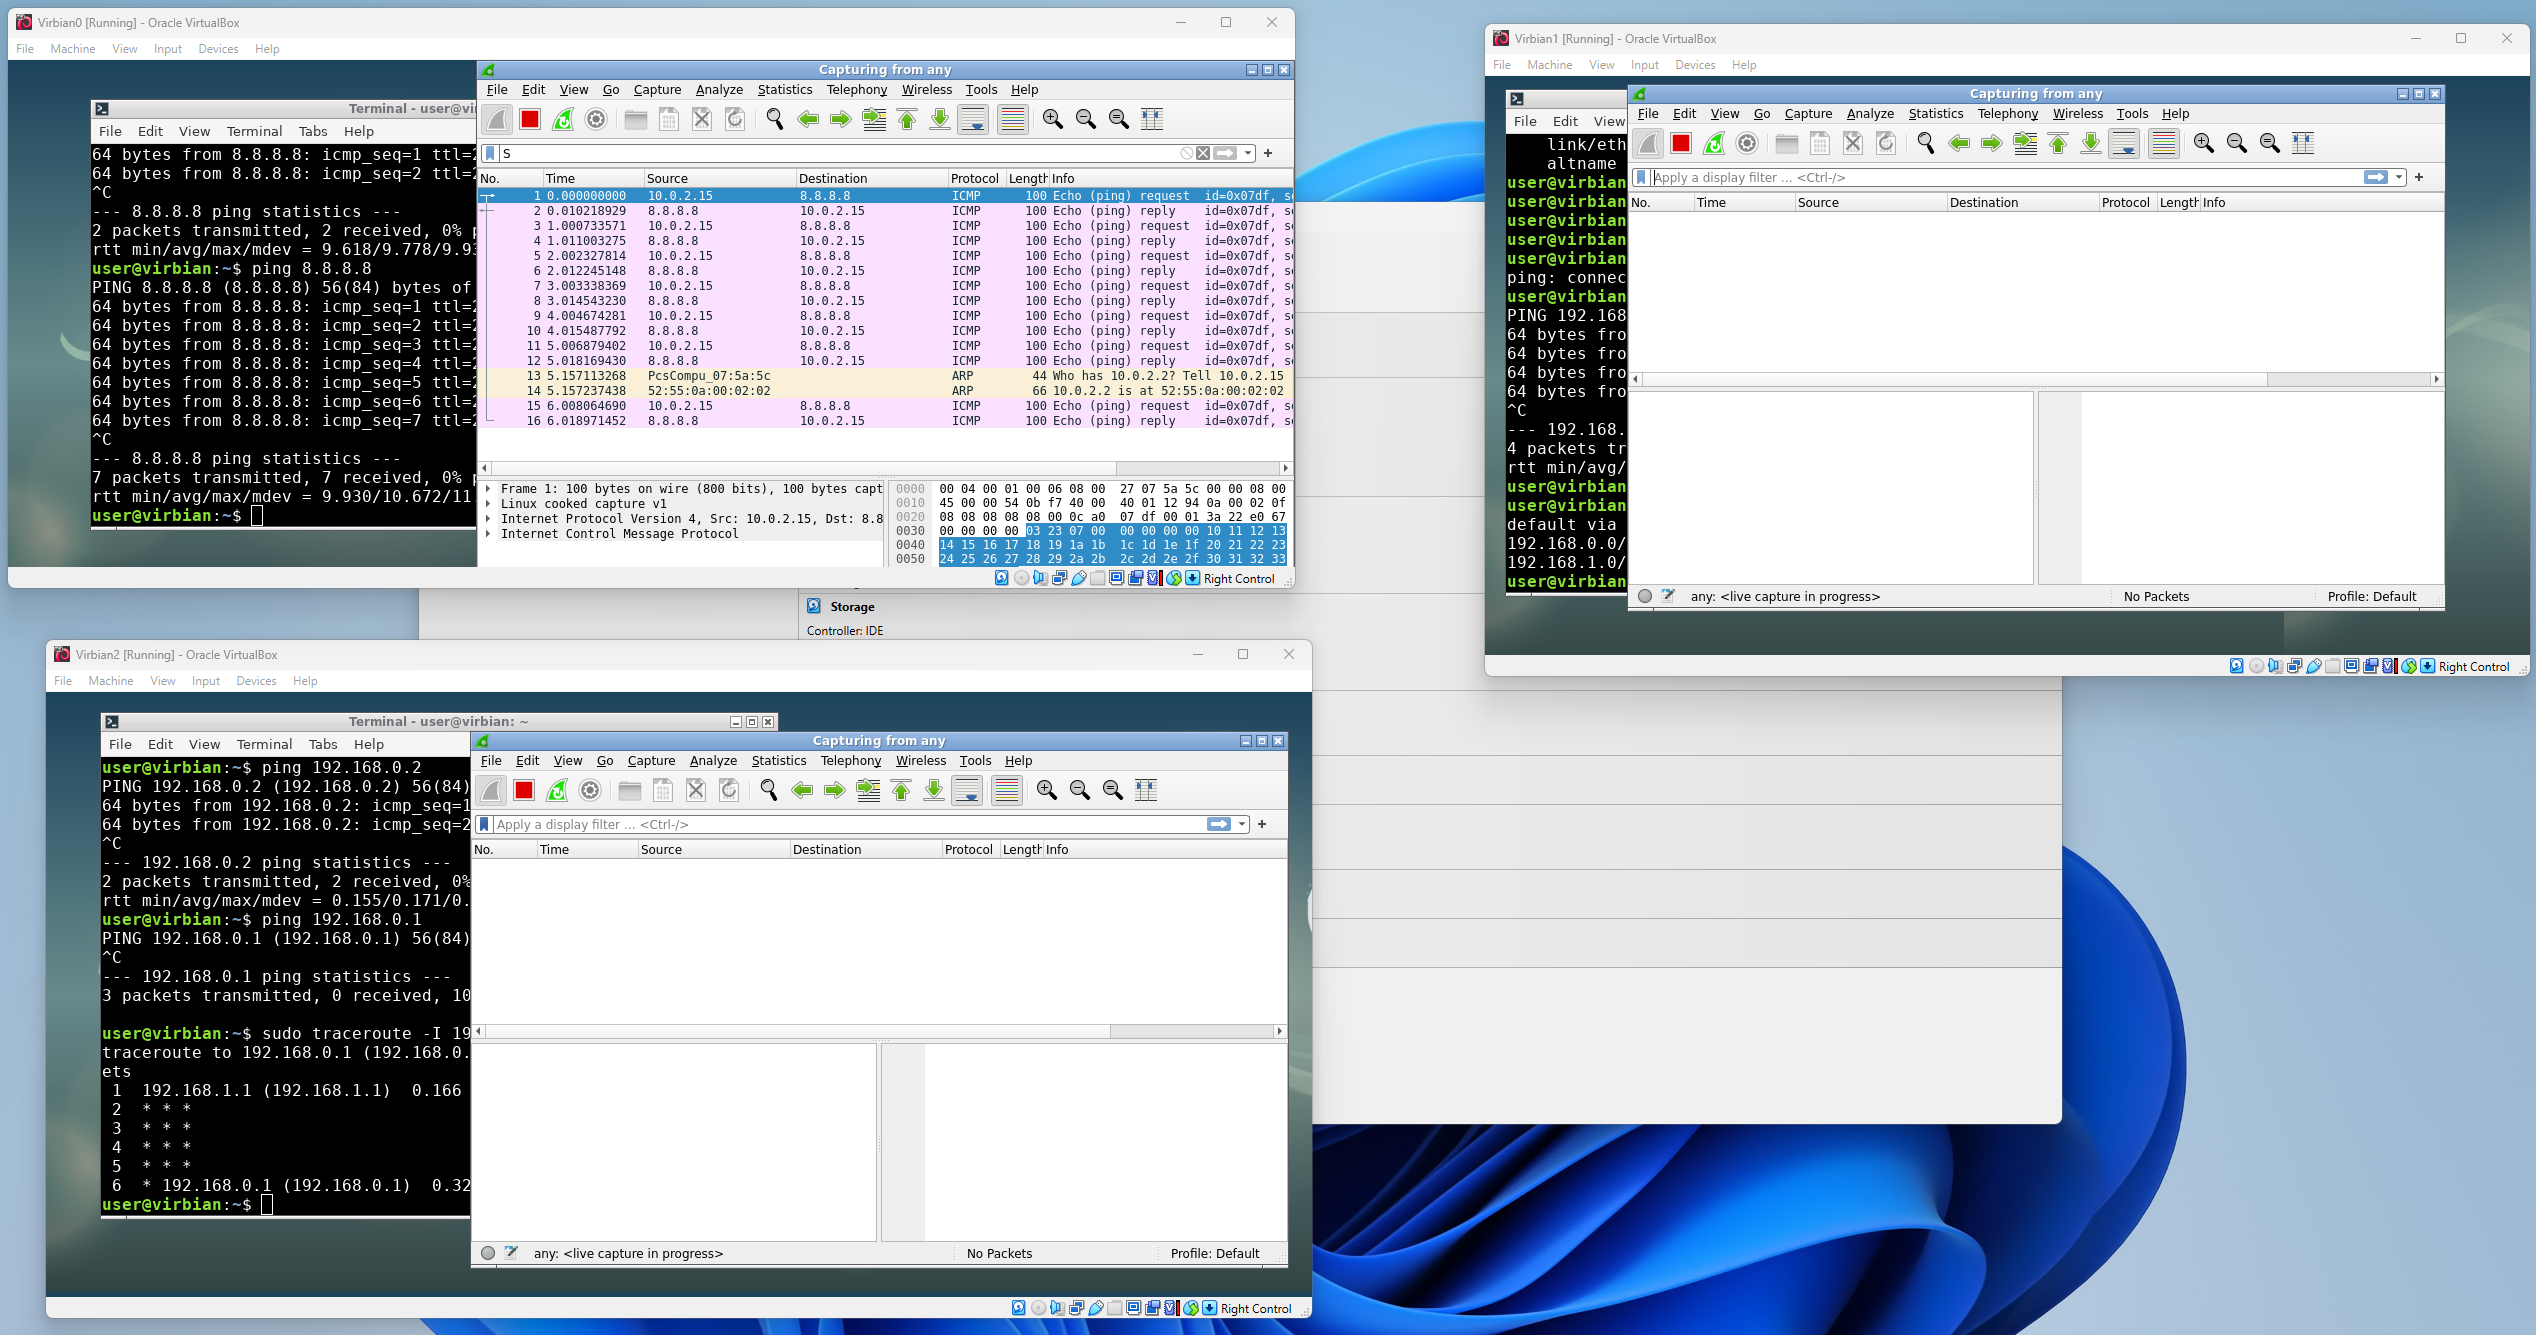 Virbian0 [Running] - Oracle VirtualBox
File Machine View Input Devices Help
Terminal - user@vi
File Edit View Terminal Tabs Help
64 bytes from 8.8.8.8: icmp_seq=1 ttl=2
64 bytes from 8.8.8.8: icmp_seq=2 ttl=2
^C
--- 8.8.8.8 ping statistics ---
2 packets transmitted, 2 received, 0% p
rtt min/avg/max/mdev = 9.618/9.778/9.93
user@virbian:~$ ping 8.8.8.8
PING 8.8.8.8 (8.8.8.8) 56(84) bytes of
64 bytes from 8.8.8.8: icmp_seq=1 ttl=2
64 bytes from 8.8.8.8: icmp_seq=2 ttl=2
64 bytes from 8.8.8.8: icmp_seq=3 ttl=2
64 bytes from 8.8.8.8: icmp_seq=4 ttl=2
64 bytes from 8.8.8.8: icmp_seq=5 ttl=2
64 bytes from 8.8.8.8: icmp_seq=6 ttl=2
64 bytes from 8.8.8.8: icmp_seq=7 ttl=2
^C
--- 8.8.8.8 ping statistics ---
7 packets transmitted, 7 received, 0% p
rtt min/avg/max/mdev = 9.930/10.672/11
user@virbian:~$
Capturing from any
File Edit View Go Capture Analyze Statistics Telephony Wireless Tools Help
S
No. Time Source Destination Protocol Length Info
1 0.000000000 10.0.2.15 8.8.8.8 ICMP 100 Echo (ping) request id=0x07df, s
2 0.010218929 8.8.8.8 10.0.2.15 ICMP 100 Echo (ping) reply id=0x07df, s
3 1.000733571 10.0.2.15 8.8.8.8 ICMP 100 Echo (ping) request id=0x07df, s
4 1.011003275 8.8.8.8 10.0.2.15 ICMP 100 Echo (ping) reply id=0x07df, s
5 2.002327814 10.0.2.15 8.8.8.8 ICMP 100 Echo (ping) request id=0x07df, s
6 2.012245148 8.8.8.8 10.0.2.15 ICMP 100 Echo (ping) reply id=0x07df, s
7 3.003338369 10.0.2.15 8.8.8.8 ICMP 100 Echo (ping) request id=0x07df, s
8 3.014543230 8.8.8.8 10.0.2.15 ICMP 100 Echo (ping) reply id=0x07df, s
9 4.004674281 10.0.2.15 8.8.8.8 ICMP 100 Echo (ping) request id=0x07df, s
10 4.015487792 8.8.8.8 10.0.2.15 ICMP 100 Echo (ping) reply id=0x07df, s
11 5.006879402 10.0.2.15 8.8.8.8 ICMP 100 Echo (ping) request id=0x07df, s
12 5.018169430 8.8.8.8 10.0.2.15 ICMP 100 Echo (ping) reply id=0x07df, s
13 5.157113268 PcsCompu_07:5a:5c ARP 44 Who has 10.0.2.2? Tell 10.0.2.15
14 5.157237438 52:55:0a:00:02:02 ARP 66 10.0.2.2 is at 52:55:0a:00:02:02
15 6.008064690 10.0.2.15 8.8.8.8 ICMP 100 Echo (ping) request id=0x07df, s
16 6.018971452 8.8.8.8 10.0.2.15 ICMP 100 Echo (ping) reply id=0x07df, s
Frame 1: 100 bytes on wire (800 bits), 100 bytes capt
Linux cooked capture v1
Internet Protocol Version 4, Src: 10.0.2.15, Dst: 8.8
Internet Control Message Protocol
0000 00 04 00 01 00 06 08 00 27 07 5a 5c 00 00 08 00
0010 45 00 00 54 0b f7 40 00 40 01 12 94 0a 00 02 0f
0020 08 08 08 08 08 00 0c a0 07 df 00 01 3a 22 e0 67
0030 00 00 00 00 03 23 07 00 00 00 00 00 10 11 12 13
0040 14 15 16 17 18 19 1a 1b 1c 1d 1e 1f 20 21 22 23
0050 24 25 26 27 28 29 2a 2b 2c 2d 2e 2f 30 31 32 33
Right Control
Storage
Controller: IDE
Virbian1 [Running] - Oracle VirtualBox
File Machine View Input Devices Help
File Edit View
link/eth
altname
user@virbian
user@virbian
user@virbian
user@virbian
user@virbian
ping: connec
user@virbian
PING 192.168
64 bytes fro
64 bytes fro
64 bytes fro
64 bytes fro
^C
--- 192.168.
4 packets tr
rtt min/avg/
user@virbian
user@virbian
default via
192.168.0.0/
192.168.1.0/
user@virbian
Capturing from any
File Edit View Go Capture Analyze Statistics Telephony Wireless Tools Help
Apply a display filter ... <Ctrl-/>
No. Time Source Destination Protocol Length Info
any: <live capture in progress> No Packets Profile: Default
Right Control
Virbian2 [Running] - Oracle VirtualBox
File Machine View Input Devices Help
Terminal - user@virbian: ~
File Edit View Terminal Tabs Help
user@virbian:~$ ping 192.168.0.2
PING 192.168.0.2 (192.168.0.2) 56(84)
64 bytes from 192.168.0.2: icmp_seq=1
64 bytes from 192.168.0.2: icmp_seq=2
^C
--- 192.168.0.2 ping statistics ---
2 packets transmitted, 2 received, 0%
rtt min/avg/max/mdev = 0.155/0.171/0.
user@virbian:~$ ping 192.168.0.1
PING 192.168.0.1 (192.168.0.1) 56(84)
^C
--- 192.168.0.1 ping statistics ---
3 packets transmitted, 0 received, 10
user@virbian:~$ sudo traceroute -I 19
traceroute to 192.168.0.1 (192.168.0.
ets
1 192.168.1.1 (192.168.1.1) 0.166
2 * * *
3 * * *
4 * * *
5 * * *
6 * 192.168.0.1 (192.168.0.1) 0.32
user@virbian:~$
Capturing from any
File Edit View Go Capture Analyze Statistics Telephony Wireless Tools Help
Apply a display filter ... <Ctrl-/>
No. Time Source Destination Protocol Length Info
any: <live capture in progress> No Packets Profile: Default
Right Control